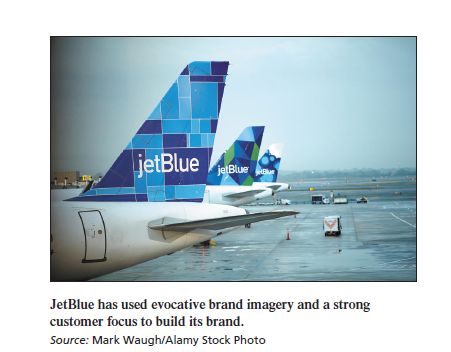 jetBlue
jetBlue
jetBlue
JetBlue has used evocative brand imagery and a strong
customer focus to build its brand.
Source: Mark Waugh/Alamy Stock Photo